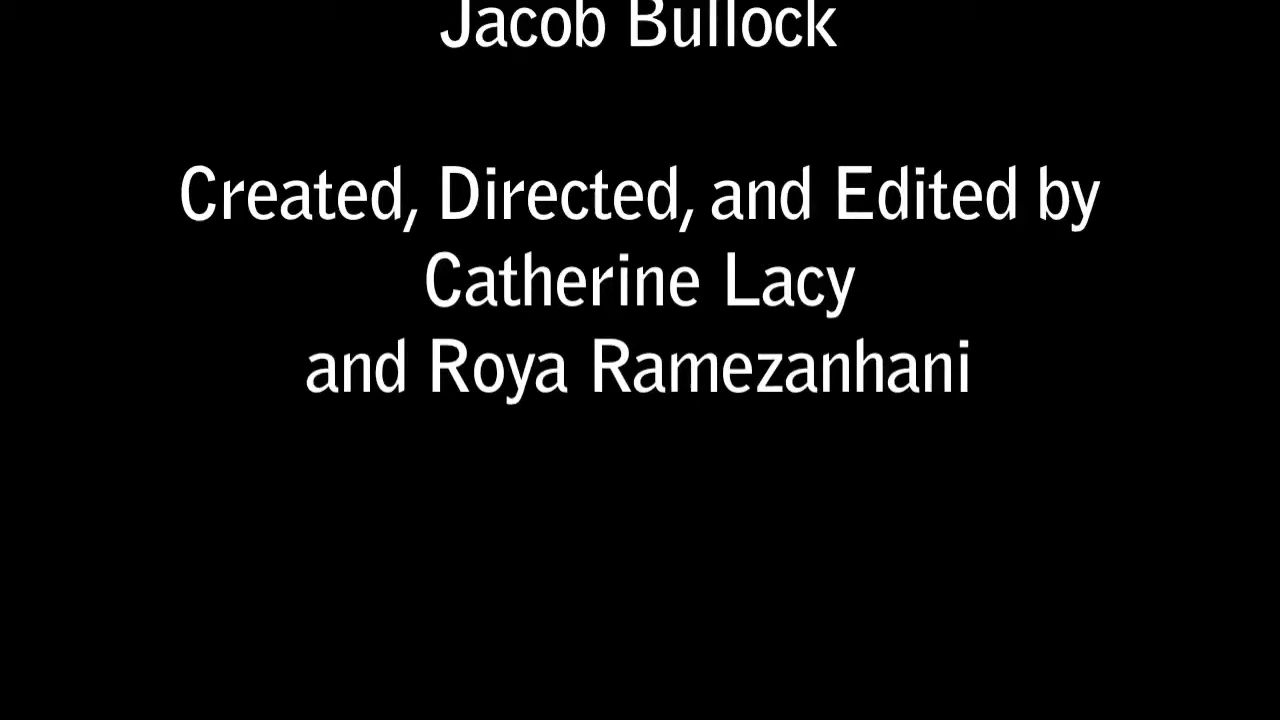 Jacob Bullock
Created, Directed, and Edited by
Catherine Lacy
and Roya Ramezanhani